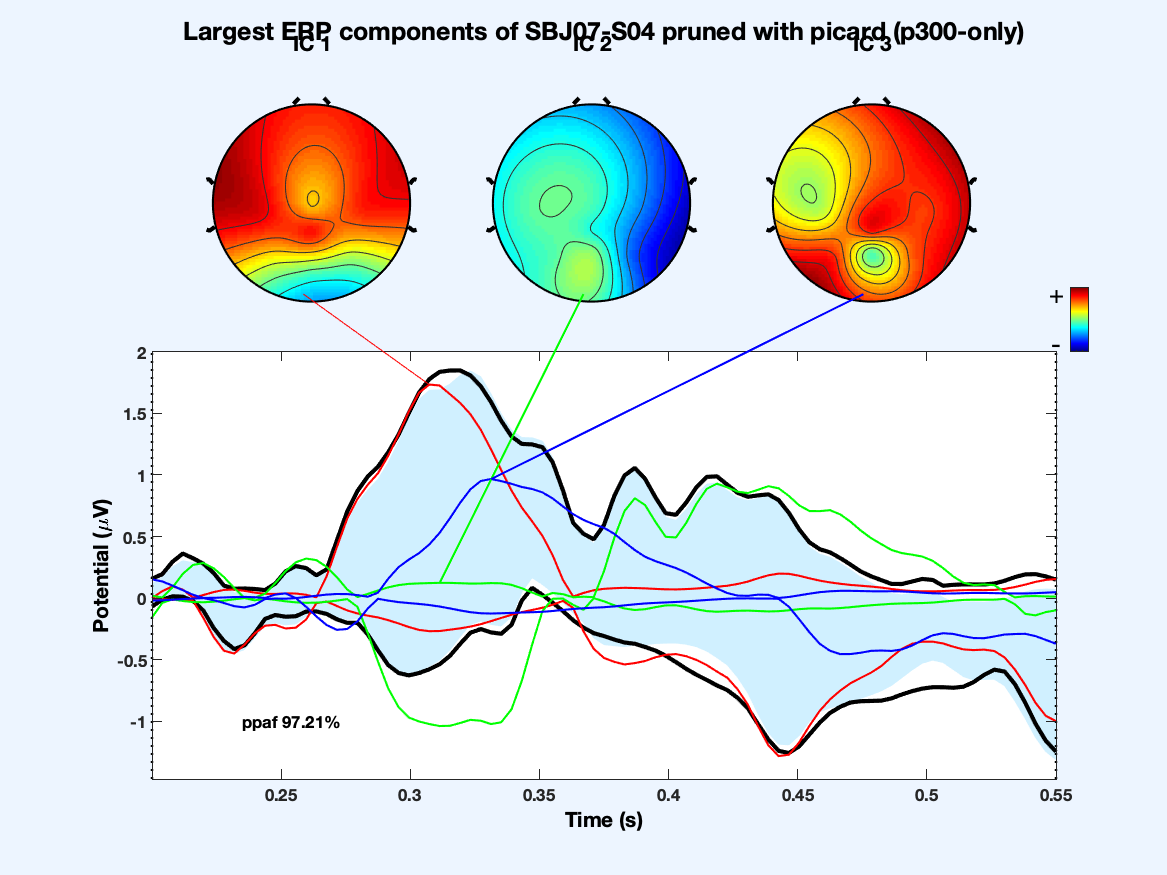 Largest ERP components of SBJ07-S04 pruned with picard (p300-only)
IC 1 IC 2 IC 3
+
-
2
1.5
1
0.5
0
-0.5
-1
Potential (μV)
ppaf 97.21%
0.25 0.3 0.35 0.4 0.45 0.5 0.55
Time (s)